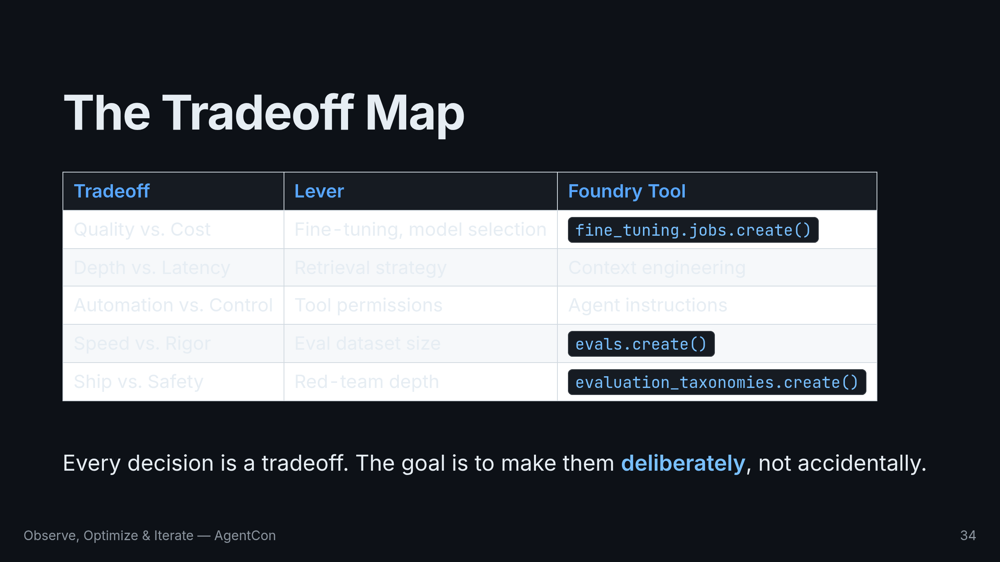 The Tradeoff Map
Tradeoff Lever Foundry Tool
Quality vs. Cost Fine-tuning, model selection fine_tuning.jobs.create()
Depth vs. Latency Retrieval strategy Context engineering
Automation vs. Control Tool permissions Agent instructions
Speed vs. Rigor Eval dataset size evals.create()
Ship vs. Safety Red-team depth evaluation_taxonomies.create()
Every decision is a tradeoff. The goal is to make them deliberately, not accidentally.
Observe, Optimize & Iterate — AgentCon 34